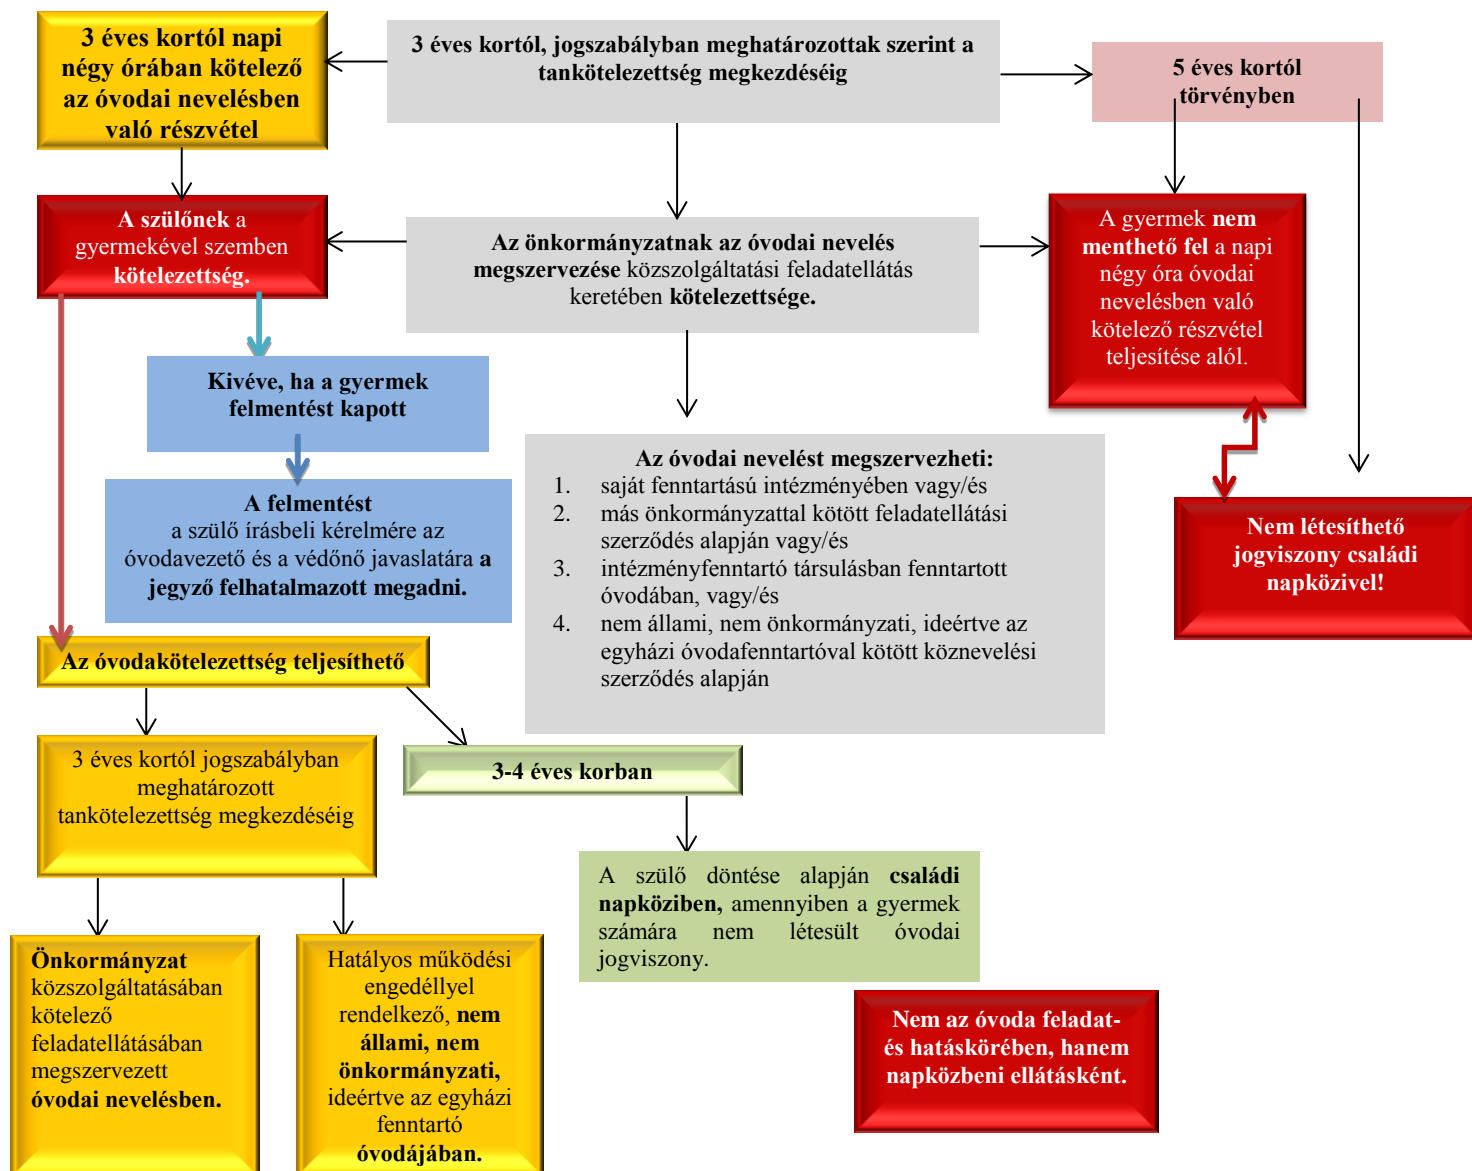 3 éves kortól napi
négy órában kötelező
az óvodai nevelésben
való részvétel
3 éves kortól, jogszabályban meghatározottak szerint a
tankötelezettség megkezdéséig
5 éves kortól
törvényben
A szülőnek a
gyermekével szemben
kötelezettség.
Az önkormányzatnak az óvodai nevelés
megszervezése közszolgáltatási feladatellátás
keretében kötelezettsége.
A gyermek nem
menthető fel a napi
négy óra óvodai
nevelésben való
kötelező részvétel
teljesítése alól.
Kivéve, ha a gyermek
felmentést kapott
A felmentést
a szülő írásbeli kérelmére az
óvodavezető és a védőnő javaslatára a
jegyző felhatalmazott megadni.
Az óvodai nevelést megszervezheti:
1. saját fenntartású intézményében vagy/és
2. más önkormányzattal kötött feladatellátási
szerződés alapján vagy/és
3. intézményfenntartó társulásban fenntartott
óvodában, vagy/és
4. nem állami, nem önkormányzati, ideértve az
egyházi óvodafenntartóval kötött köznevelési
szerződés alapján
Nem létesíthető
jogviszony családi
napközivel!
Az óvodakötelezettség teljesíthető
3 éves kortól jogszabályban
meghatározott
tankötelezettség megkezdéséig
3-4 éves korban
A szülő döntése alapján családi
napköziben, amennyiben a gyermek
számára nem létesült óvodai
jogviszony.
Önkormányzat
közszolgáltatásában
kötelező
feladatellátásában
megszervezett
óvodai nevelésben.
Hatályos működési
engedéllyel
rendelkező, nem
állami, nem
önkormányzati,
ideértve az egyházi
fenntartó
óvodájában.
Nem az óvoda feladat-
és hatáskörében, hanem
napközbeni ellátásként.